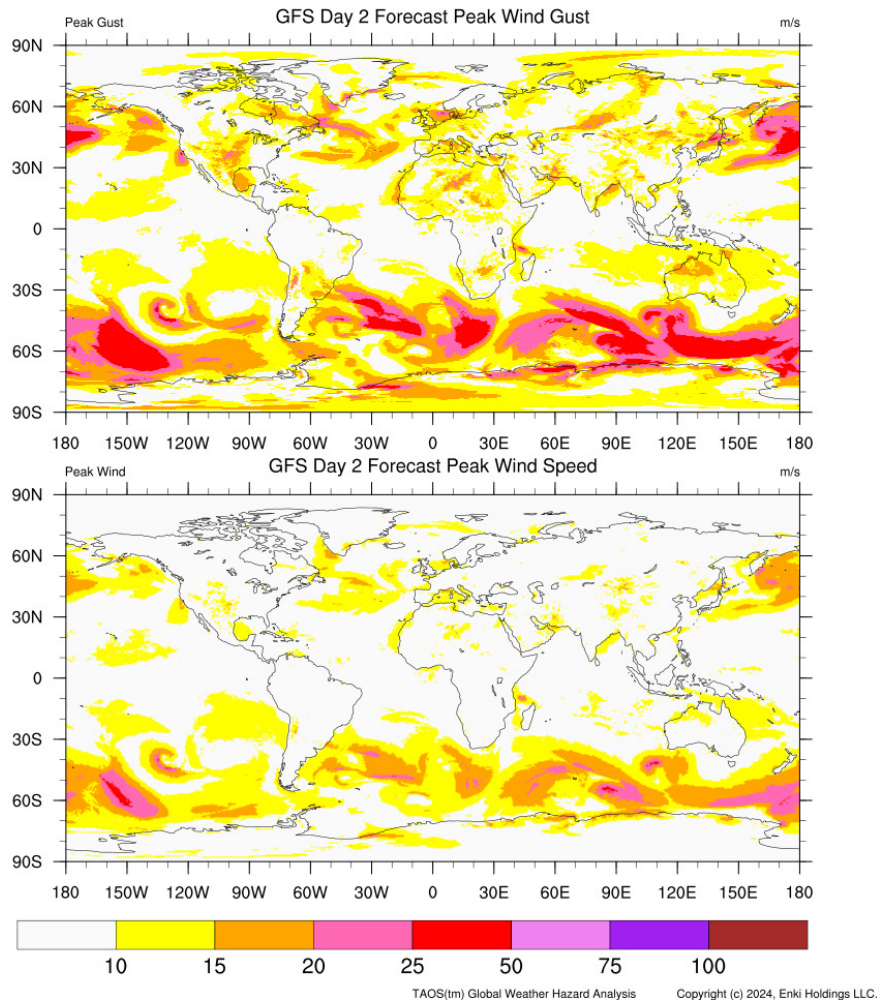 GFS Day 2 Forecast Peak Wind Gust
Peak Gust m/s
90N
60N
30N
0
30S
60S
90S
180 150W 120W 90W 60W 30W 0 30E 60E 90E 120E 150E 180
GFS Day 2 Forecast Peak Wind Speed
Peak Wind m/s
90N
60N
30N
0
30S
60S
90S
180 150W 120W 90W 60W 30W 0 30E 60E 90E 120E 150E 180
10 15 20 25 50 75 100
TAOS(tm) Global Weather Hazard Analysis Copyright (c) 2024, Enki Holdings LLC.